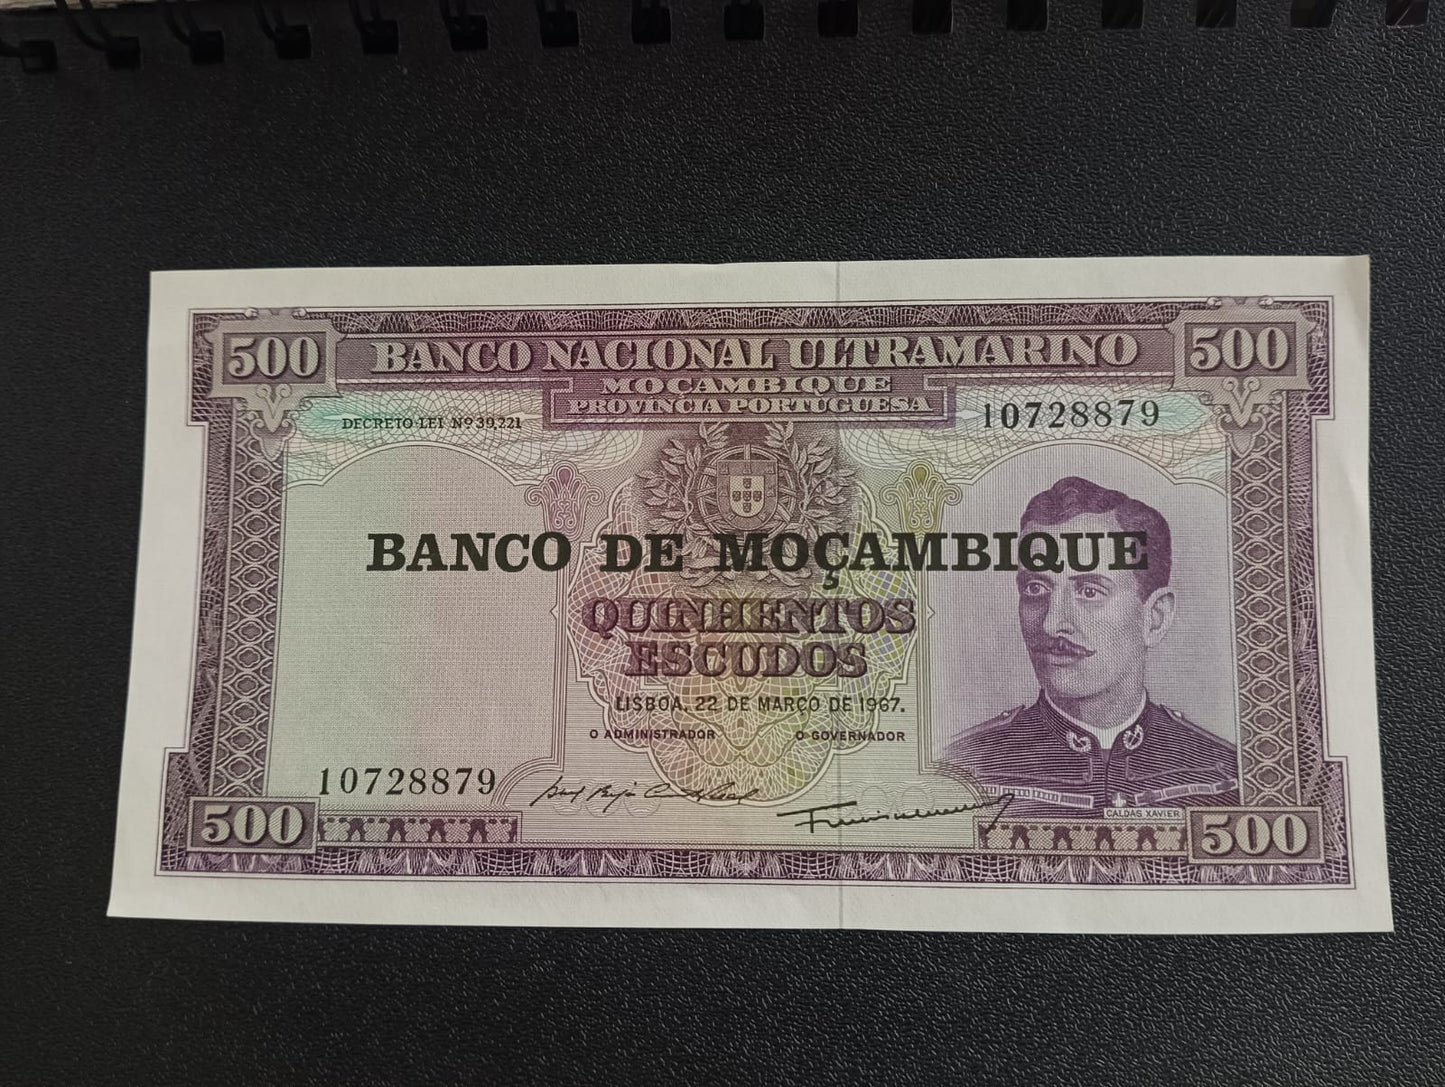 500 BANCO NACIONAL ULTRAMARINO 500
MOÇAMBIQUE
PROVINCIA PORTUGUESA
DECRETO-LEI Nº 39,221
10728879
BANCO DE MOÇAMBIQUE
QUINHENTOS
ESCUDOS
LISBOA, 22 DE MARÇO DE 1967.
O ADMINISTRADOR O GOVERNADOR
10728879
CALDAS XAVIER
500 500